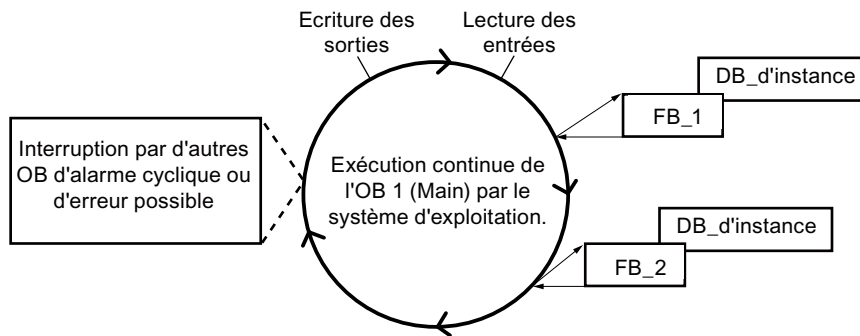 Ecriture des
sorties
Lecture des
entrées
DB_d'instance
FB_1
Interruption par d'autres
OB d'alarme cyclique ou
d'erreur possible
Exécution continue de
l'OB 1 (Main) par le
système d'exploitation.
DB_d'instance
FB_2